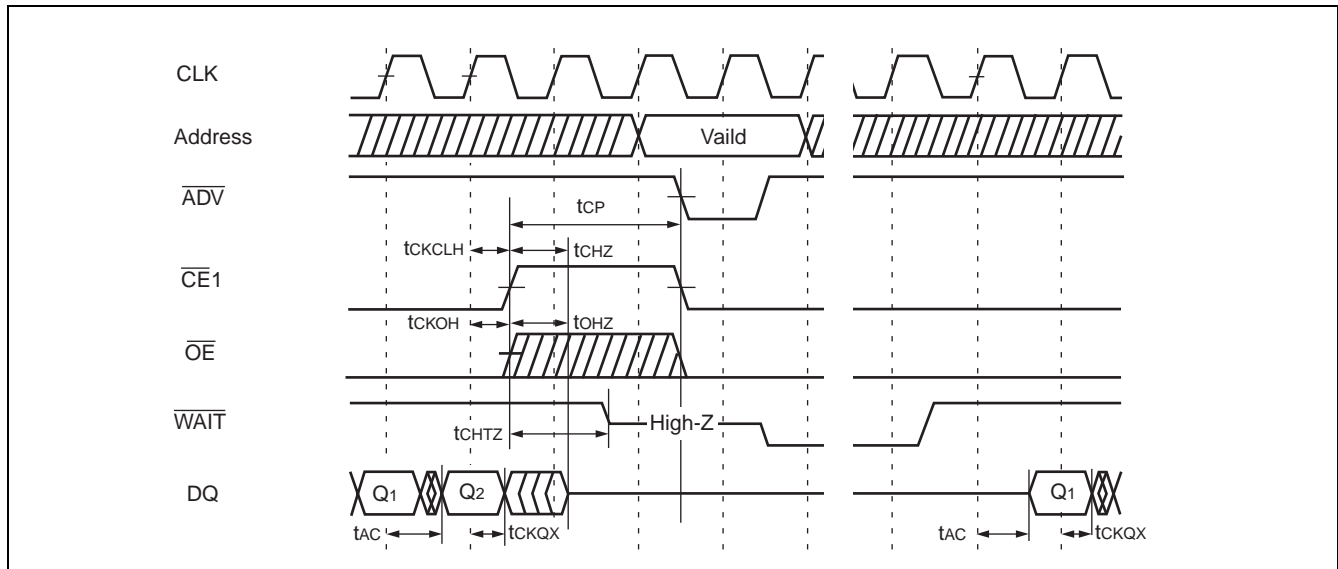 CLK
Address
Vaild
ADV
tCP
tCKCLH
tCHZ
CE1
tCKOH
tOHZ
OE
WAIT
High-Z
tCHTZ
DQ
Q1
Q2
Q1
tAC
tCKQX
tAC
tCKQX